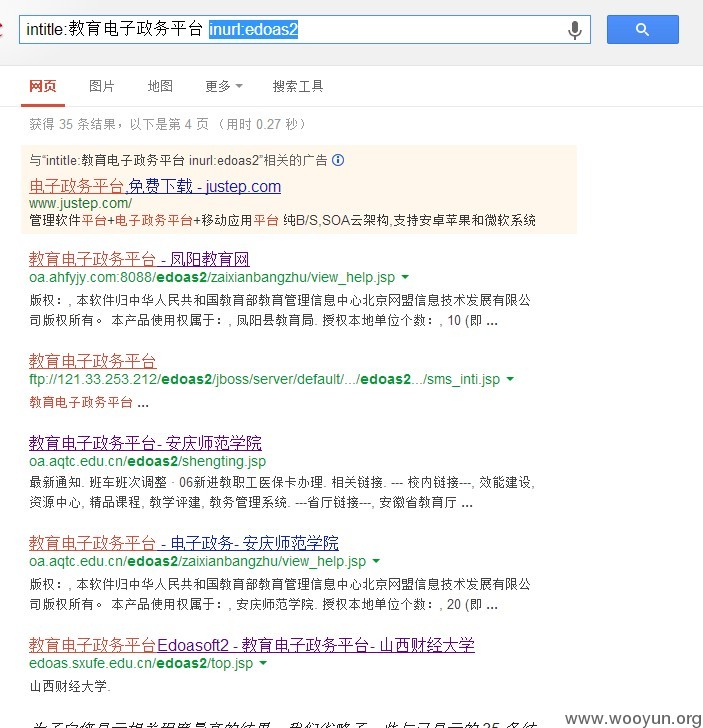 intitle:教育电子政务平台 inurl:edoas2
网页 图片 地图 更多 搜索工具
获得 35 条结果，以下是第 4 页 （用时 0.27 秒）
与“intitle:教育电子政务平台 inurl:edoas2”相关的广告
电子政务平台,免费下载 - justep.com
www.justep.com/
管理软件平台+电子政务平台+移动应用平台 纯B/S,SOA云架构,支持安卓苹果和微软系统
教育电子政务平台 - 凤阳教育网
oa.ahfyjy.com:8088/edoas2/zaixianbangzhu/view_help.jsp
版权：, 本软件归中华人民共和国教育部教育管理信息中心北京网盟信息技术发展有限公
司版权所有。 本产品使用权属于：, 凤阳县教育局. 授权本地单位个数：, 10 (即 ...
教育电子政务平台
ftp://121.33.253.212/edoas2/jboss/server/default/.../edoas2.../sms_inti.jsp
教育电子政务平台 ...
教育电子政务平台- 安庆师范学院
oa.aqtc.edu.cn/edoas2/shengting.jsp
最新通知. 班车班次调整 · 06新进教职工医保卡办理. 相关链接. --- 校内链接---, 效能建设,
资源中心, 精品课程, 教学评建, 教务管理系统. ---省厅链接---, 安徽省教育厅 ...
教育电子政务平台 - 电子政务- 安庆师范学院
oa.aqtc.edu.cn/edoas2/zaixianbangzhu/view_help.jsp
版权：, 本软件归中华人民共和国教育部教育管理信息中心北京网盟信息技术发展有限公
司版权所有。 本产品使用权属于：, 安庆师范学院. 授权本地单位个数：, 20 (即 ...
教育电子政务平台Edoasoft2 - 教育电子政务平台- 山西财经大学
edoas.sxufe.edu.cn/edoas2/top.jsp
山西财经大学.
www.wooyun.org